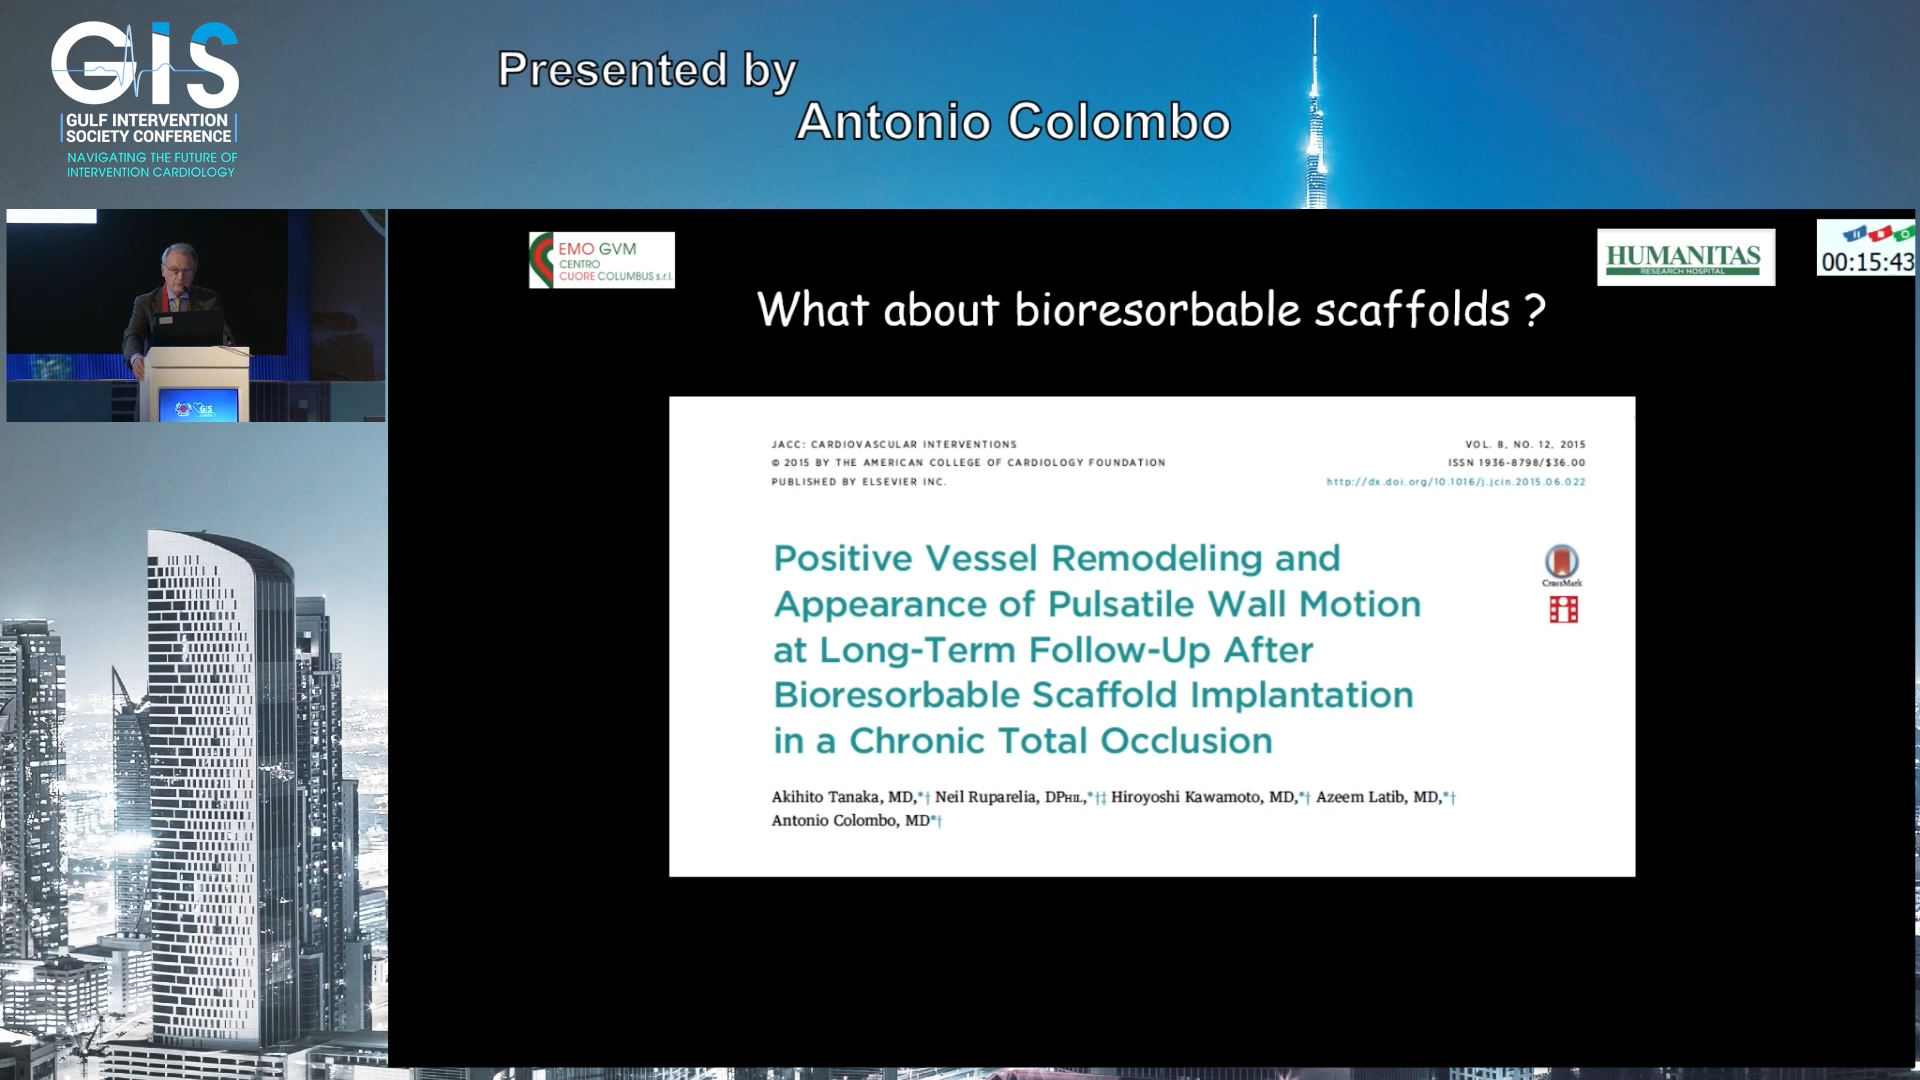 GIS
GULF INTERVENTION
SOCIETY CONFERENCE
NAVIGATING THE FUTURE OF
INTERVENTION CARDIOLOGY
Presented by
Antonio Colombo
EMO GVM
CENTRO
CUORE COLUMBUS s.r.l.
HUMANITAS
RESEARCH HOSPITAL
00:15:43
What about bioresorbable scaffolds ?
JACC: CARDIOVASCULAR INTERVENTIONS
© 2015 BY THE AMERICAN COLLEGE OF CARDIOLOGY FOUNDATION
PUBLISHED BY ELSEVIER INC.
VOL. 8, NO. 12, 2015
ISSN 1936-8798/$36.00
http://dx.doi.org/10.1016/j.jcin.2015.06.022
Positive Vessel Remodeling and
Appearance of Pulsatile Wall Motion
at Long-Term Follow-Up After
Bioresorbable Scaffold Implantation
in a Chronic Total Occlusion
CrossMark
Akihito Tanaka, MD,*† Neil Ruparelia, DPHIL,*†‡ Hiroyoshi Kawamoto, MD,*† Azeem Latib, MD,*†
Antonio Colombo, MD*†
GIS